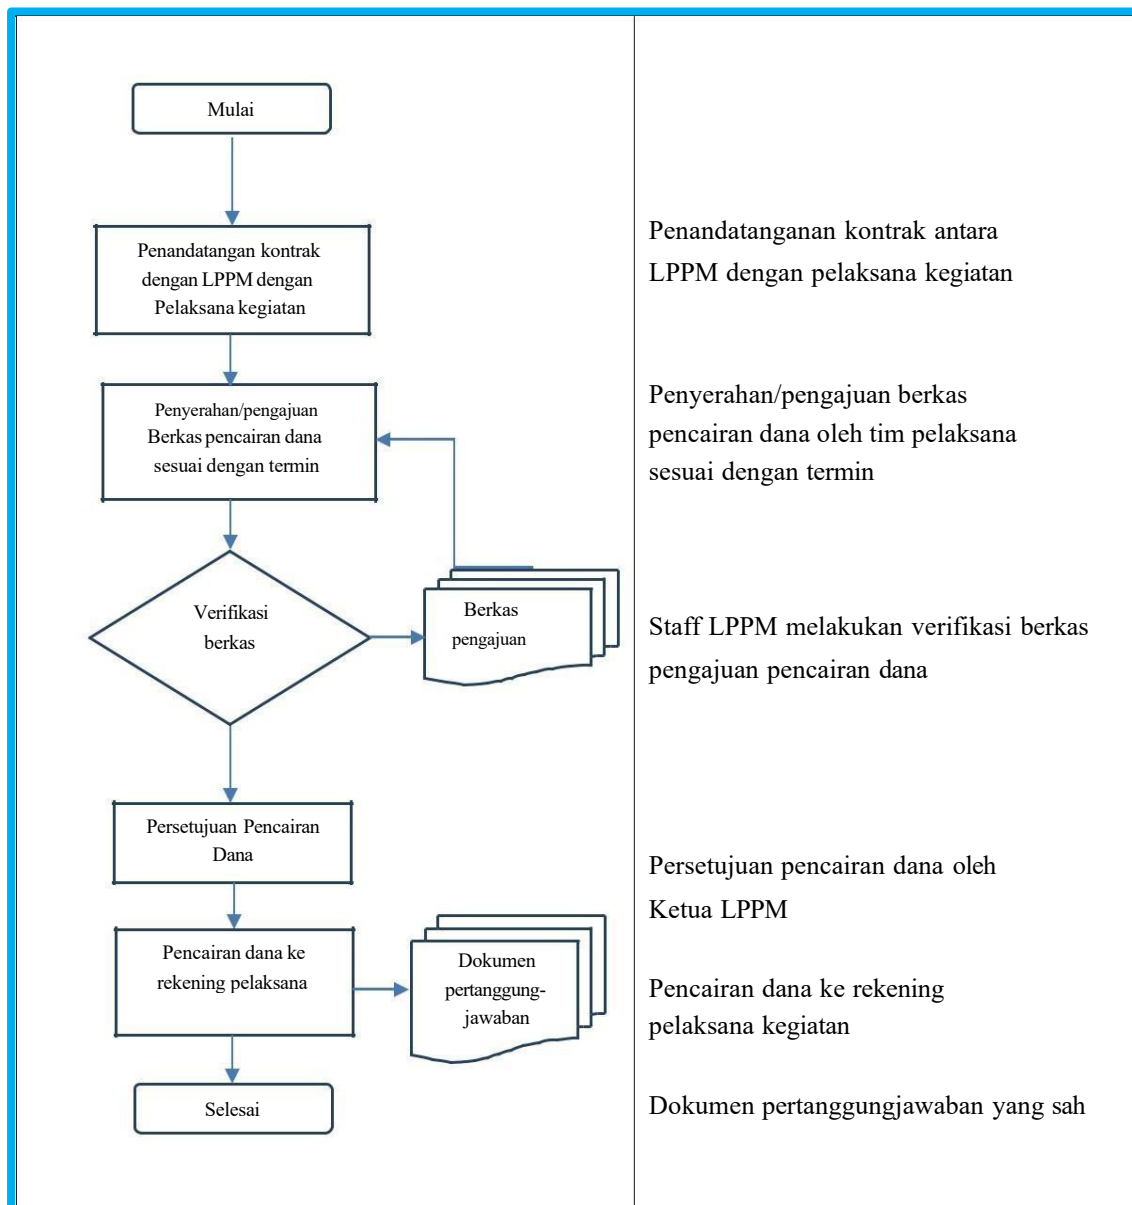 Mulai
Penandatangan kontrak
dengan LPPM dengan
Pelaksana kegiatan
Penandatanganan kontrak antara
LPPM dengan pelaksana kegiatan
Penyerahan/pengajuan
Berkas pencairan dana
sesuai dengan termin
Penyerahan/pengajuan berkas
pencairan dana oleh tim pelaksana
sesuai dengan termin
Verifikasi
berkas
Berkas
pengajuan
Staff LPPM melakukan verifikasi berkas
pengajuan pencairan dana
Persetujuan Pencairan
Dana
Persetujuan pencairan dana oleh
Ketua LPPM
Pencairan dana ke
rekening pelaksana
Dokumen
pertanggung-
jawaban
Pencairan dana ke rekening
pelaksana kegiatan
Selesai
Dokumen pertanggungjawaban yang sah